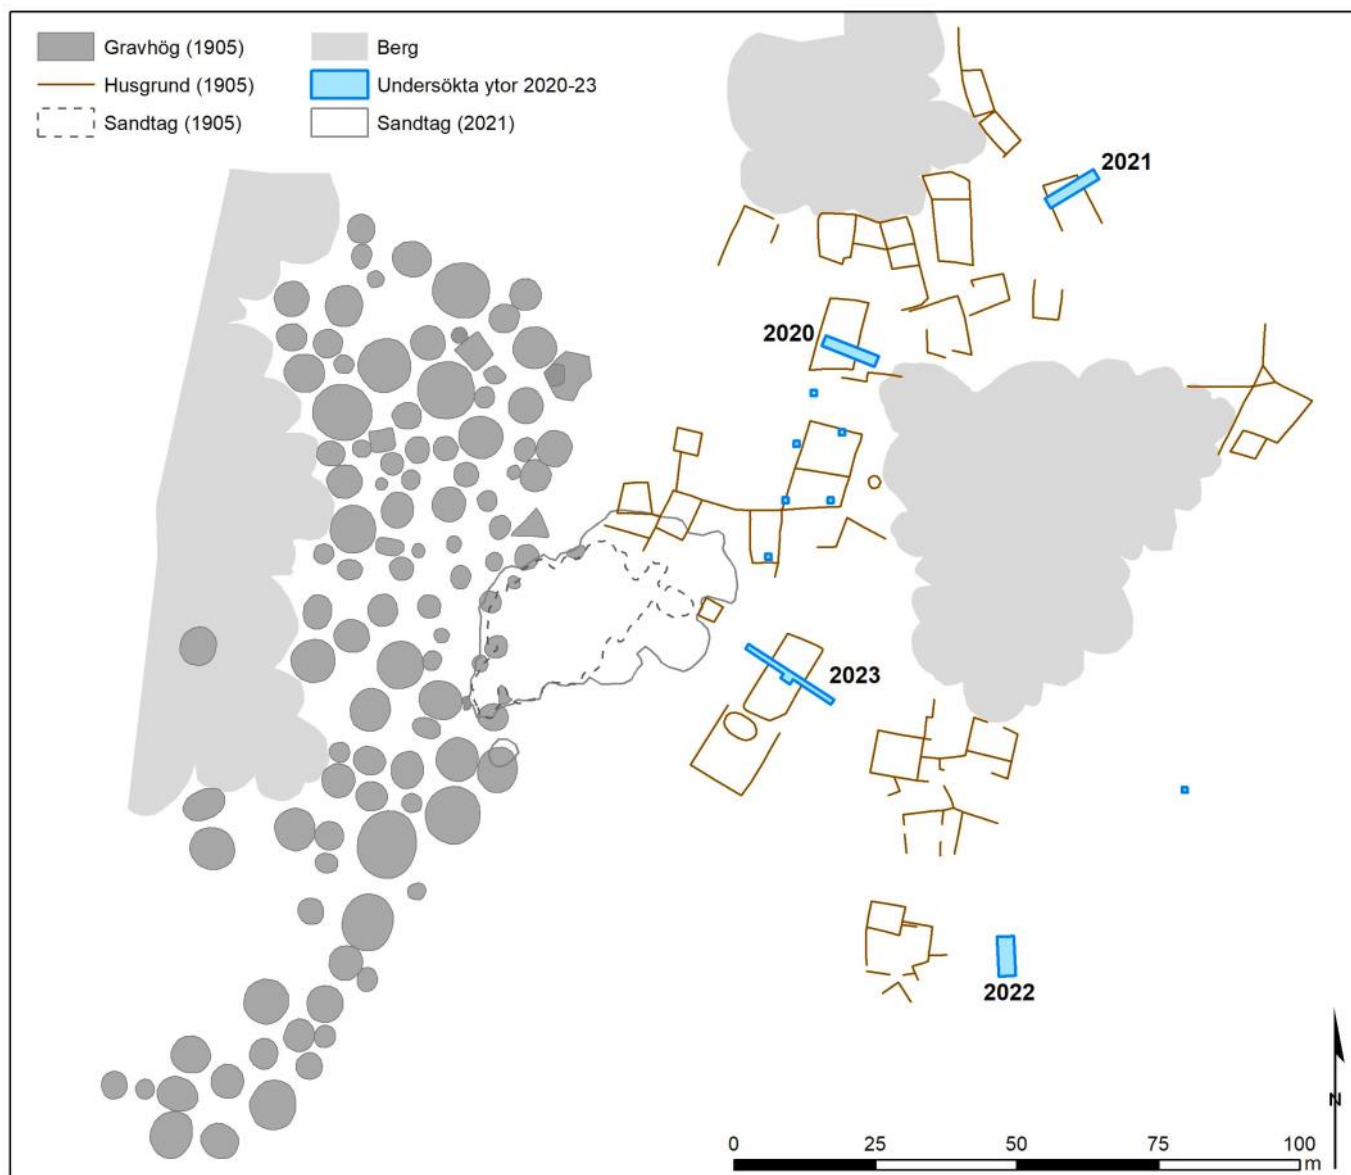 Gravhög (1905)
Husgrund (1905)
Sandtag (1905)
Berg
Undersökta ytor 2020-23
Sandtag (2021)
2021
2020
2023
2022
N
0 25 50 75 100
m